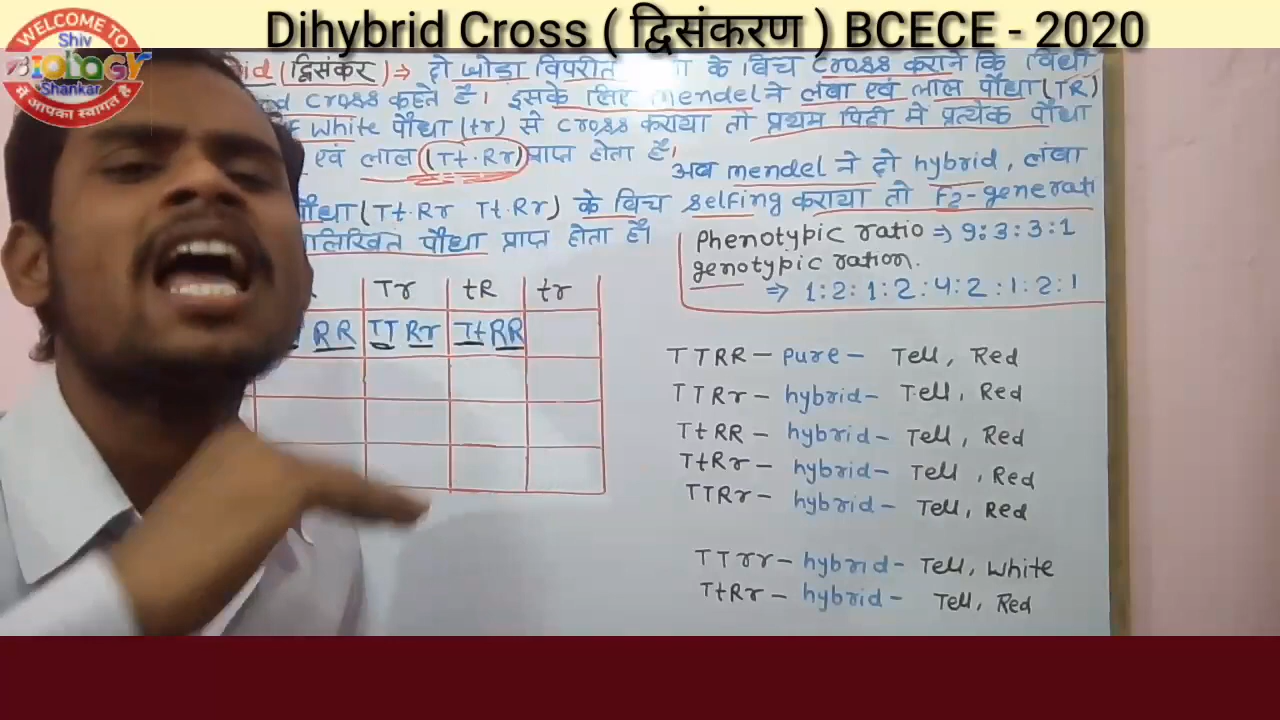 Dihybrid Cross ( द्विसंकरण ) BCECE - 2020
WELCOME TO
Shiv
BIOLOGY
Shankar
में आपका स्वागत है
(द्विसंकर) → दो जोड़ा विपरीत के विच cross कराने कि विधी
cross कहते है। इसके लिए mendel ने लंबा एवं लाल पौधा (TR)
White पौधा (tr) से cross कराया तो प्रथम पिढी मे प्रत्येक पौधा
एवं लाल (Tt.Rr) प्राप्त होता है।
अब mendel ने दो hybrid, लंबा
पौधा (Tt.Rr Tt.Rr) के विच selfing कराया तो F2-generati
लिखित पौधा प्राप्त होता है।
Phenotypic ratio ⇒ 9:3:3:1
genotypic ration.
⇒ 1:2:1:2:4:2:1:2:1
Tr tR tr
RR TT Rr Tt RR
TTRR - pure - Tell, Red
TTRr - hybrid - Tell, Red
TtRR - hybrid - Tell, Red
TtRr - hybrid - Tell, Red
TTRr - hybrid - Tell, Red
TTrr - hybrid - Tell, White
TtRr - hybrid - Tell, Red